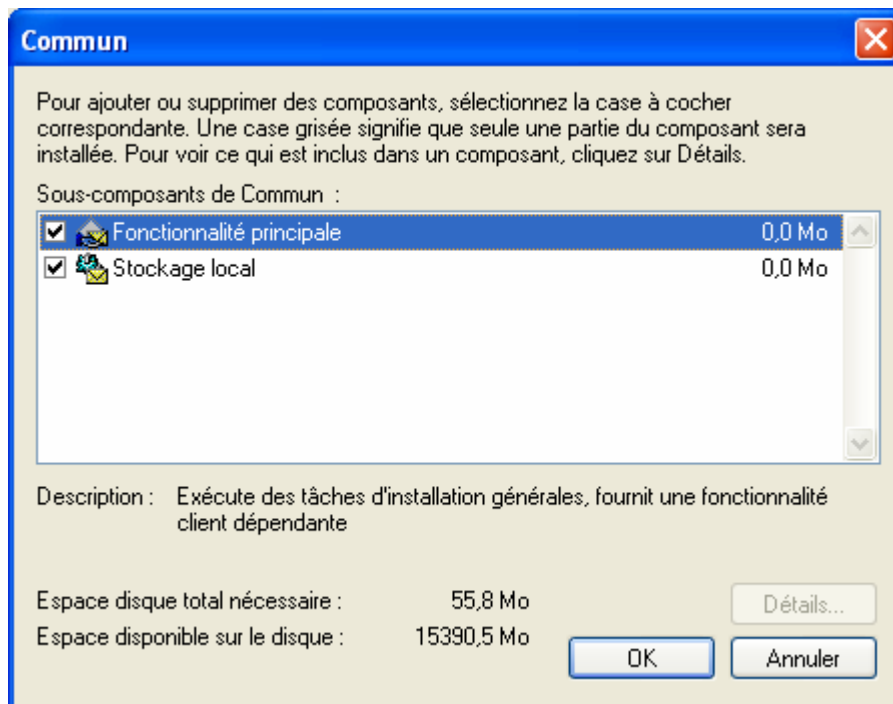 Commun
Pour ajouter ou supprimer des composants, sélectionnez la case à cocher
correspondante. Une case grisée signifie que seule une partie du composant sera
installée. Pour voir ce qui est inclus dans un composant, cliquez sur Détails.
Sous-composants de Commun :
Fonctionnalité principale 0,0 Mo
Stockage local 0,0 Mo
Description : Exécute des tâches d'installation générales, fournit une fonctionnalité
client dépendante
Espace disque total nécessaire : 55,8 Mo
Espace disponible sur le disque : 15390,5 Mo
Détails...
OK Annuler